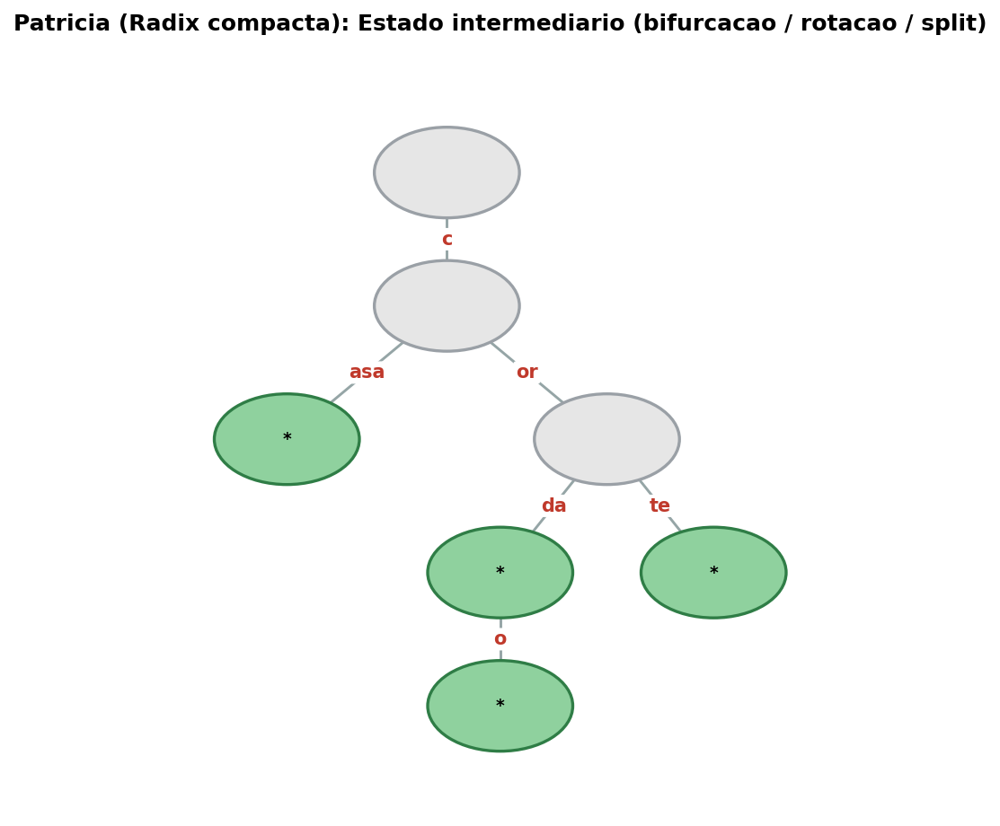 Patricia (Radix compacta): Estado intermediario (bifurcacao / rotacao / split)
c
asa
or
*
da
te
*
*
o
*